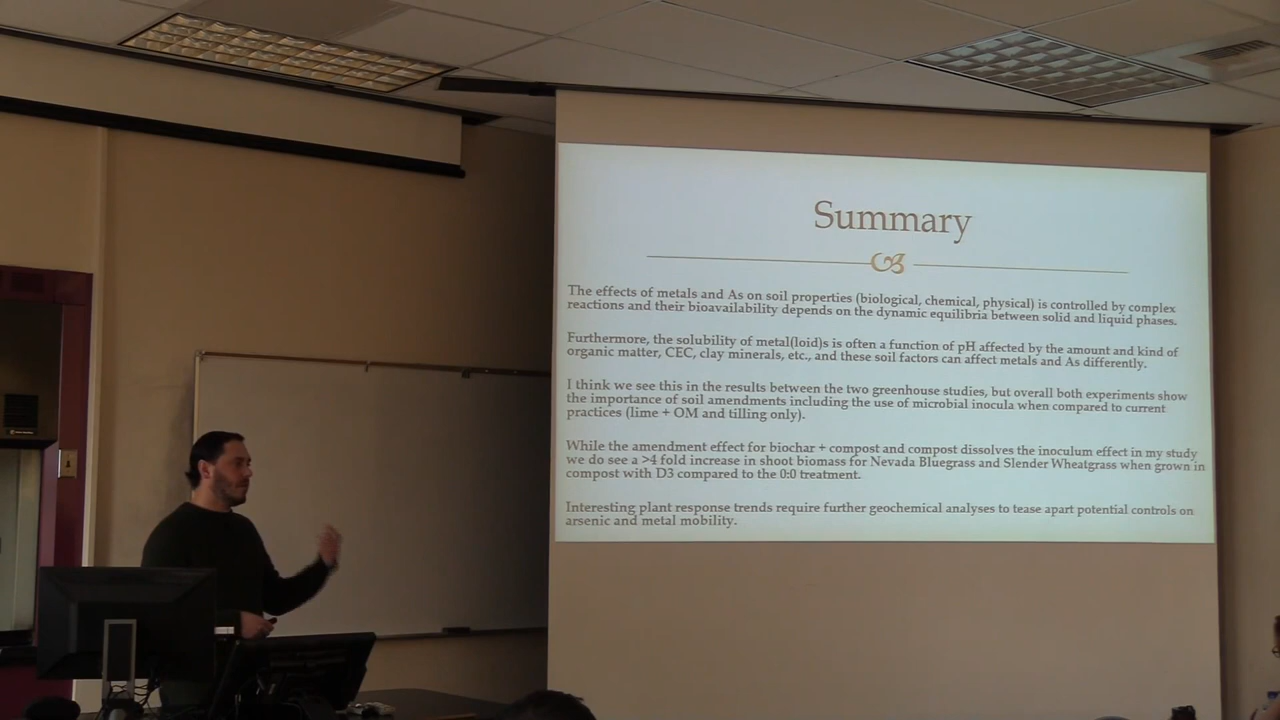 Summary
The effects of metals and As on soil properties (biological, chemical, physical) is controlled by complex
reactions and their bioavailability depends on the dynamic equilibria between solid and liquid phases.
Furthermore, the solubility of metal(loid)s is often a function of pH affected by the amount and kind of
organic matter, CEC, clay minerals, etc., and these soil factors can affect metals and As differently.
I think we see this in the results between the two greenhouse studies, but overall both experiments show
the importance of soil amendments including the use of microbial inocula when compared to current
practices (lime + OM and tilling only).
While the amendment effect for biochar + compost and compost dissolves the inoculum effect in my study
we do see a >4 fold increase in shoot biomass for Nevada Bluegrass and Slender Wheatgrass when grown in
compost with D3 compared to the 0:0 treatment.
Interesting plant response trends require further geochemical analyses to tease apart potential controls on
arsenic and metal mobility.